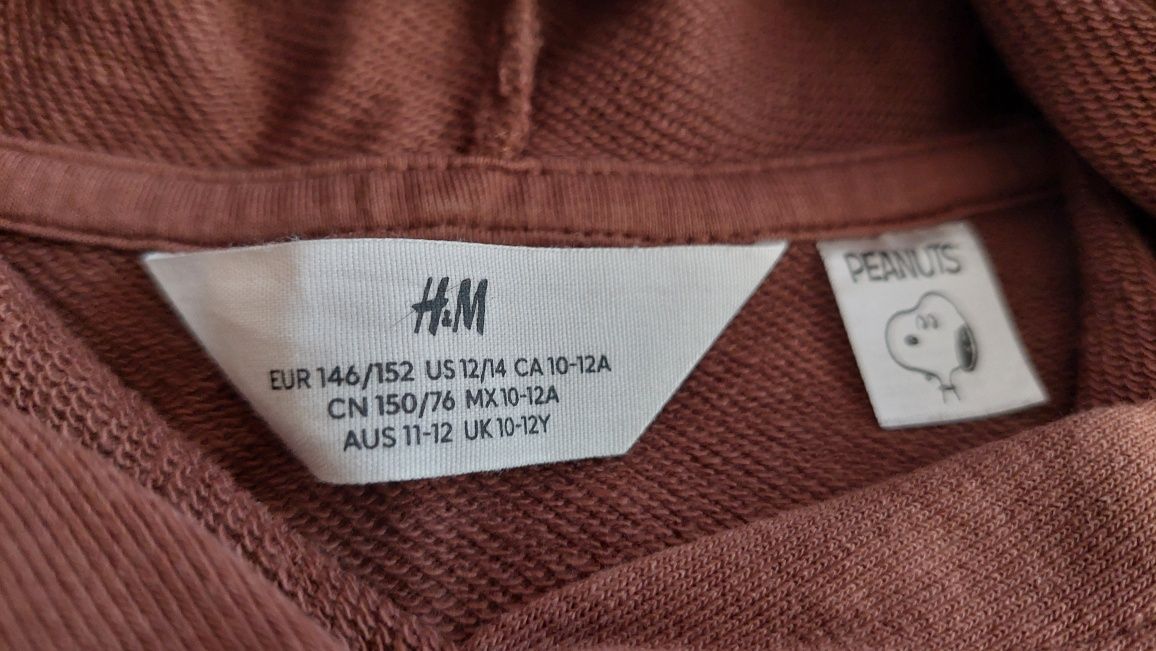 H&M
EUR 146/152 US 12/14 CA 10-12A
CN 150/76 MX 10-12A
AUS 11-12 UK 10-12Y
PEANUTS